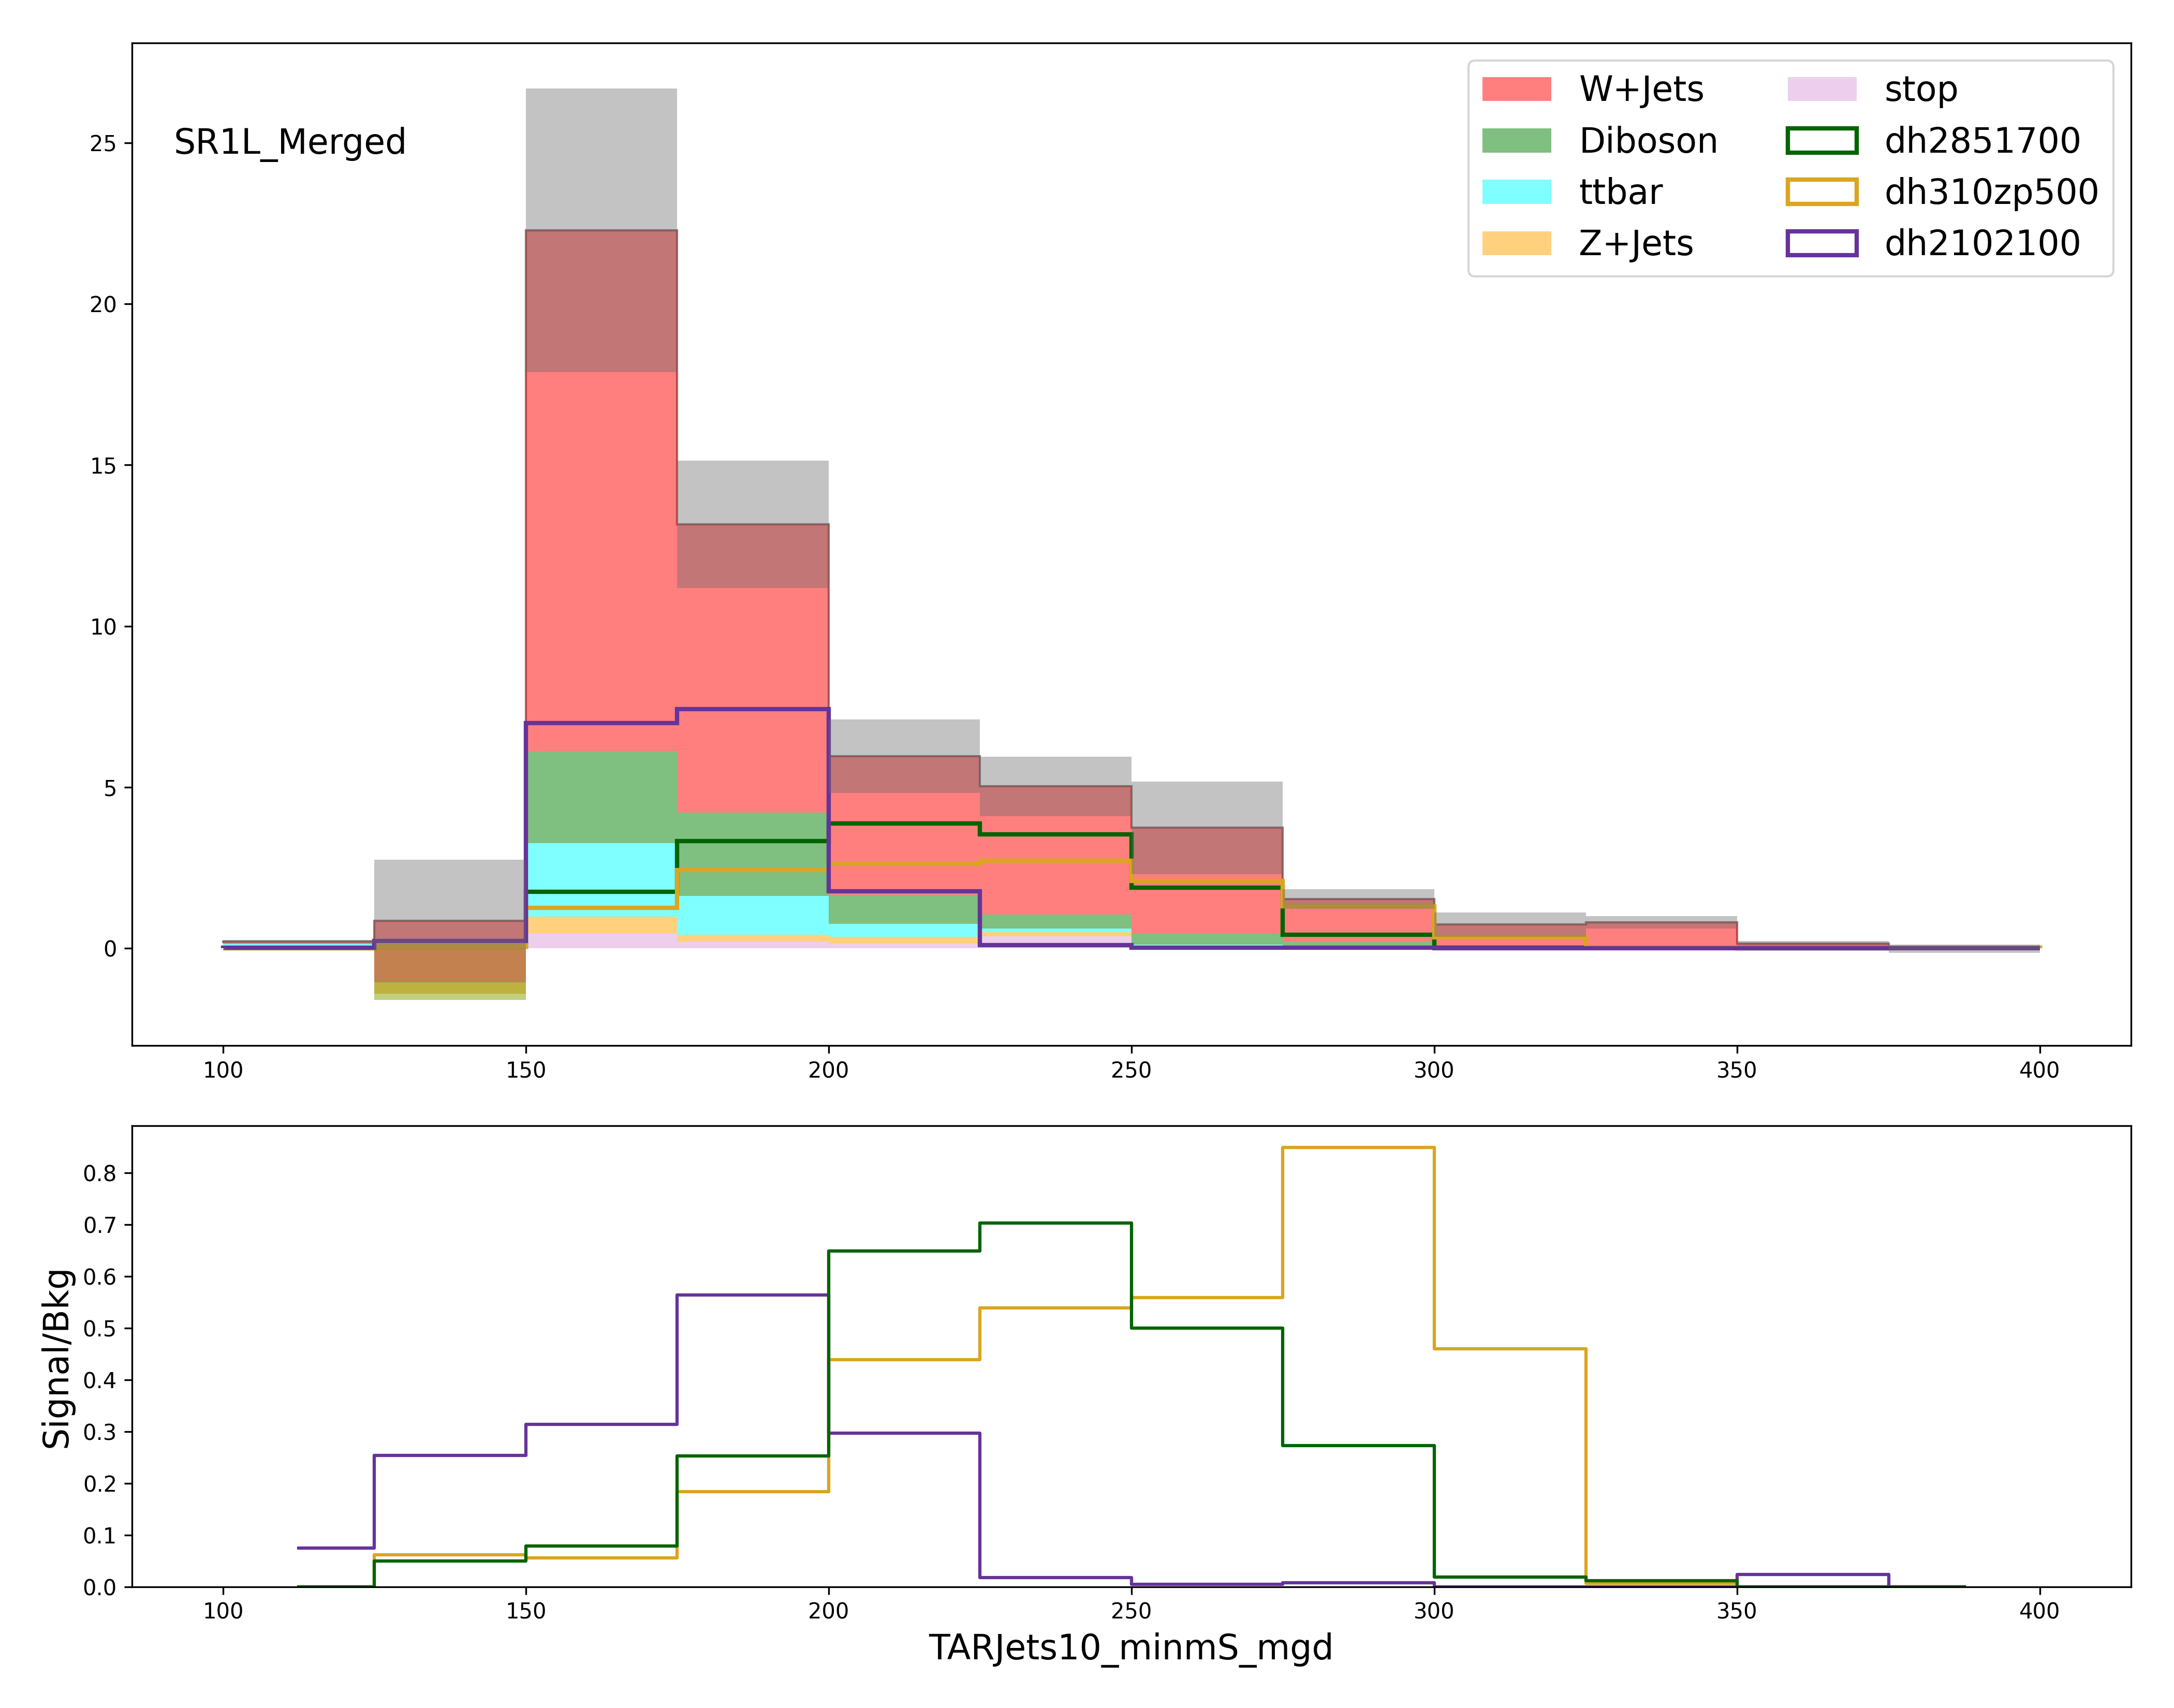 SR1L_Merged
W+Jets
Diboson
ttbar
Z+Jets
stop
dh2851700
dh310zp500
dh2102100
25
20
15
10
5
0
100 150 200 250 300 350 400
Signal/Bkg
0.8
0.7
0.6
0.5
0.4
0.3
0.2
0.1
0.0
100 150 200 250 300 350 400
TARJets10_minmS_mgd